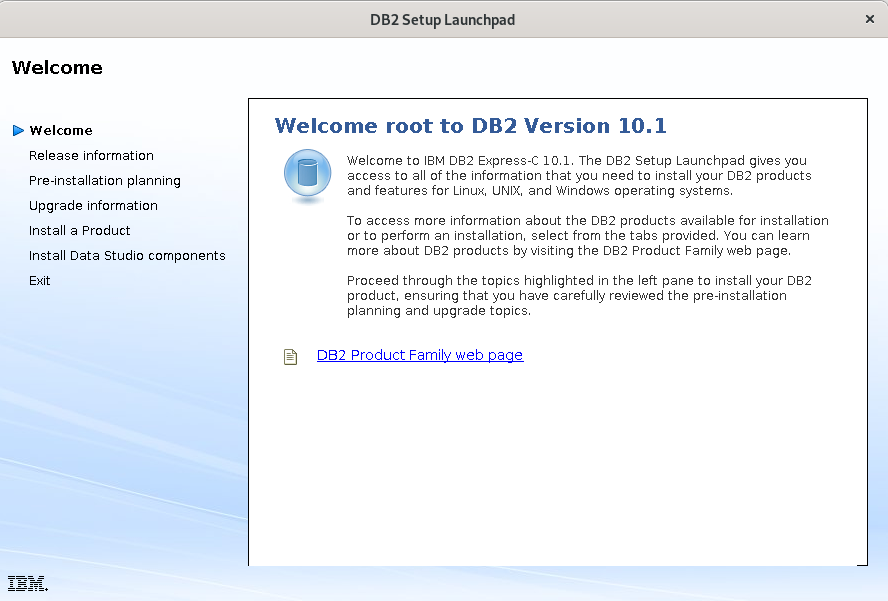 DB2 Setup Launchpad
Welcome
Welcome
Release information
Pre-installation planning
Upgrade information
Install a Product
Install Data Studio components
Exit
Welcome root to DB2 Version 10.1
Welcome to IBM DB2 Express-C 10.1. The DB2 Setup Launchpad gives you
access to all of the information that you need to install your DB2 products
and features for Linux, UNIX, and Windows operating systems.
To access more information about the DB2 products available for installation
or to perform an installation, select from the tabs provided. You can learn
more about DB2 products by visiting the DB2 Product Family web page.
Proceed through the topics highlighted in the left pane to install your DB2
product, ensuring that you have carefully reviewed the pre-installation
planning and upgrade topics.
DB2 Product Family web page
IBM.